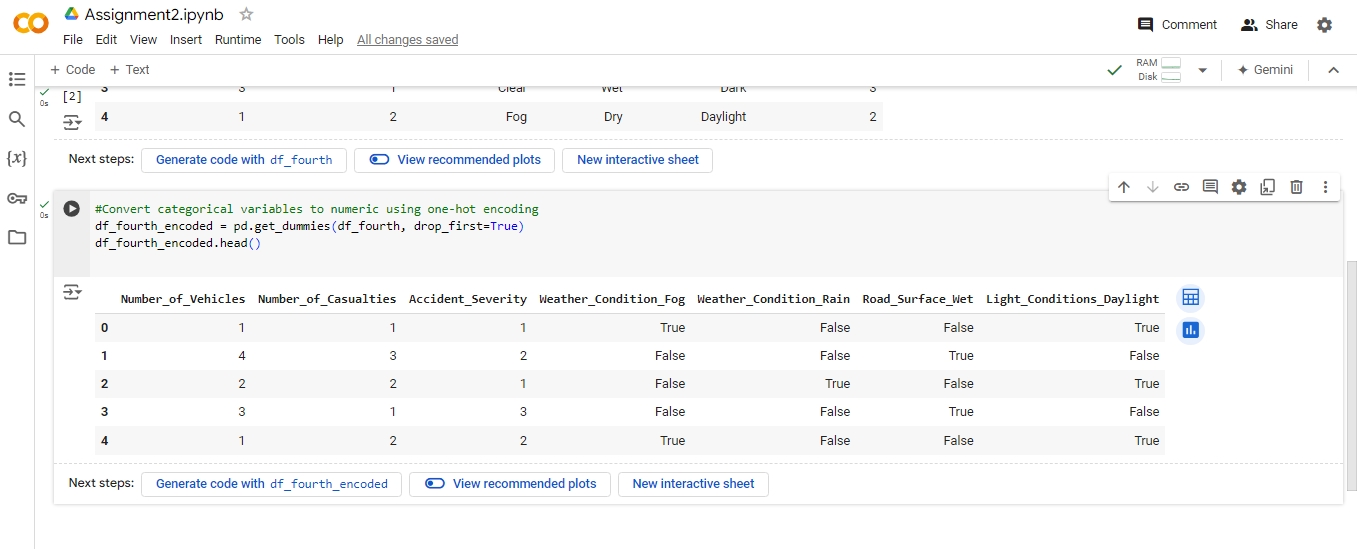 Assignment2.ipynb
File Edit View Insert Runtime Tools Help All changes saved
Comment Share
+ Code + Text
RAM
Disk
Gemini
0s
[2]
3 3 1 Clear Wet Dark 3
4 1 2 Fog Dry Daylight 2
Next steps: Generate code with df_fourth View recommended plots New interactive sheet
{x}
0s
#Convert categorical variables to numeric using one-hot encoding
df_fourth_encoded = pd.get_dummies(df_fourth, drop_first=True)
df_fourth_encoded.head()
Number_of_Vehicles Number_of_Casualties Accident_Severity Weather_Condition_Fog Weather_Condition_Rain Road_Surface_Wet Light_Conditions_Daylight
0 1 1 1 True False False True
1 4 3 2 False False True False
2 2 2 1 False True False True
3 3 1 3 False False True False
4 1 2 2 True False False True
Next steps: Generate code with df_fourth_encoded View recommended plots New interactive sheet